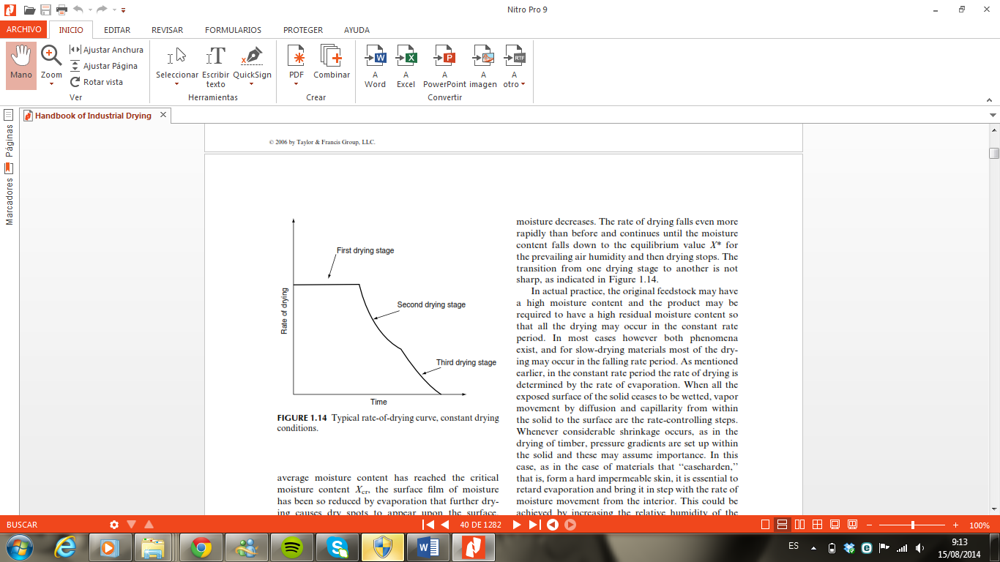 Nitro Pro 9
ARCHIVO
INICIO
EDITAR
REVISAR
FORMULARIOS
PROTEGER
AYUDA
Mano
Zoom
Ajustar Anchura
Ajustar Página
Rotar vista
Ver
Seleccionar
Escribir
texto
QuickSign
Herramientas
PDF
Combinar
Crear
A
Word
A
Excel
A
PowerPoint
A
imagen
A
otro
Convertir
Handbook of Industrial Drying
Páginas
Marcadores
© 2006 by Taylor & Francis Group, LLC.
First drying stage
Second drying stage
Third drying stage
Rate of drying
Time
FIGURE 1.14 Typical rate-of-drying curve, constant drying
conditions.
average moisture content has reached the critical
moisture content Xcr, the surface film of moisture
has been so reduced by evaporation that further dry-
ing causes dry spots to appear upon the surface.
moisture decreases. The rate of drying falls even more
rapidly than before and continues until the moisture
content falls down to the equilibrium value X* for
the prevailing air humidity and then drying stops. The
transition from one drying stage to another is not
sharp, as indicated in Figure 1.14.
In actual practice, the original feedstock may have
a high moisture content and the product may be
required to have a high residual moisture content so
that all the drying may occur in the constant rate
period. In most cases however both phenomena
exist, and for slow-drying materials most of the dry-
ing may occur in the falling rate period. As mentioned
earlier, in the constant rate period the rate of drying is
determined by the rate of evaporation. When all the
exposed surface of the solid ceases to be wetted, vapor
movement by diffusion and capillarity from within
the solid to the surface are the rate-controlling steps.
Whenever considerable shrinkage occurs, as in the
drying of timber, pressure gradients are set up within
the solid and these may assume importance. In this
case, as in the case of materials that “caseharden,”
that is, form a hard impermeable skin, it is essential to
retard evaporation and bring it in step with the rate of
moisture movement from the interior. This could be
achieved by increasing the relative humidity of the
BUSCAR
40 DE 1282
100%
ES
9:13
15/08/2014